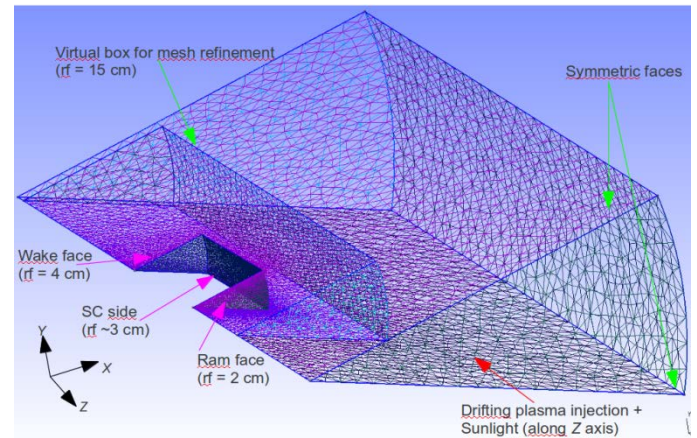 Virtual box for mesh refinement
(rf = 15 cm)
Symmetric faces
Wake face
(rf = 4 cm)
SC side
(rf ~3 cm)
Ram face
(rf = 2 cm)
Y
X
Z
Drifting plasma injection +
Sunlight (along Z axis)